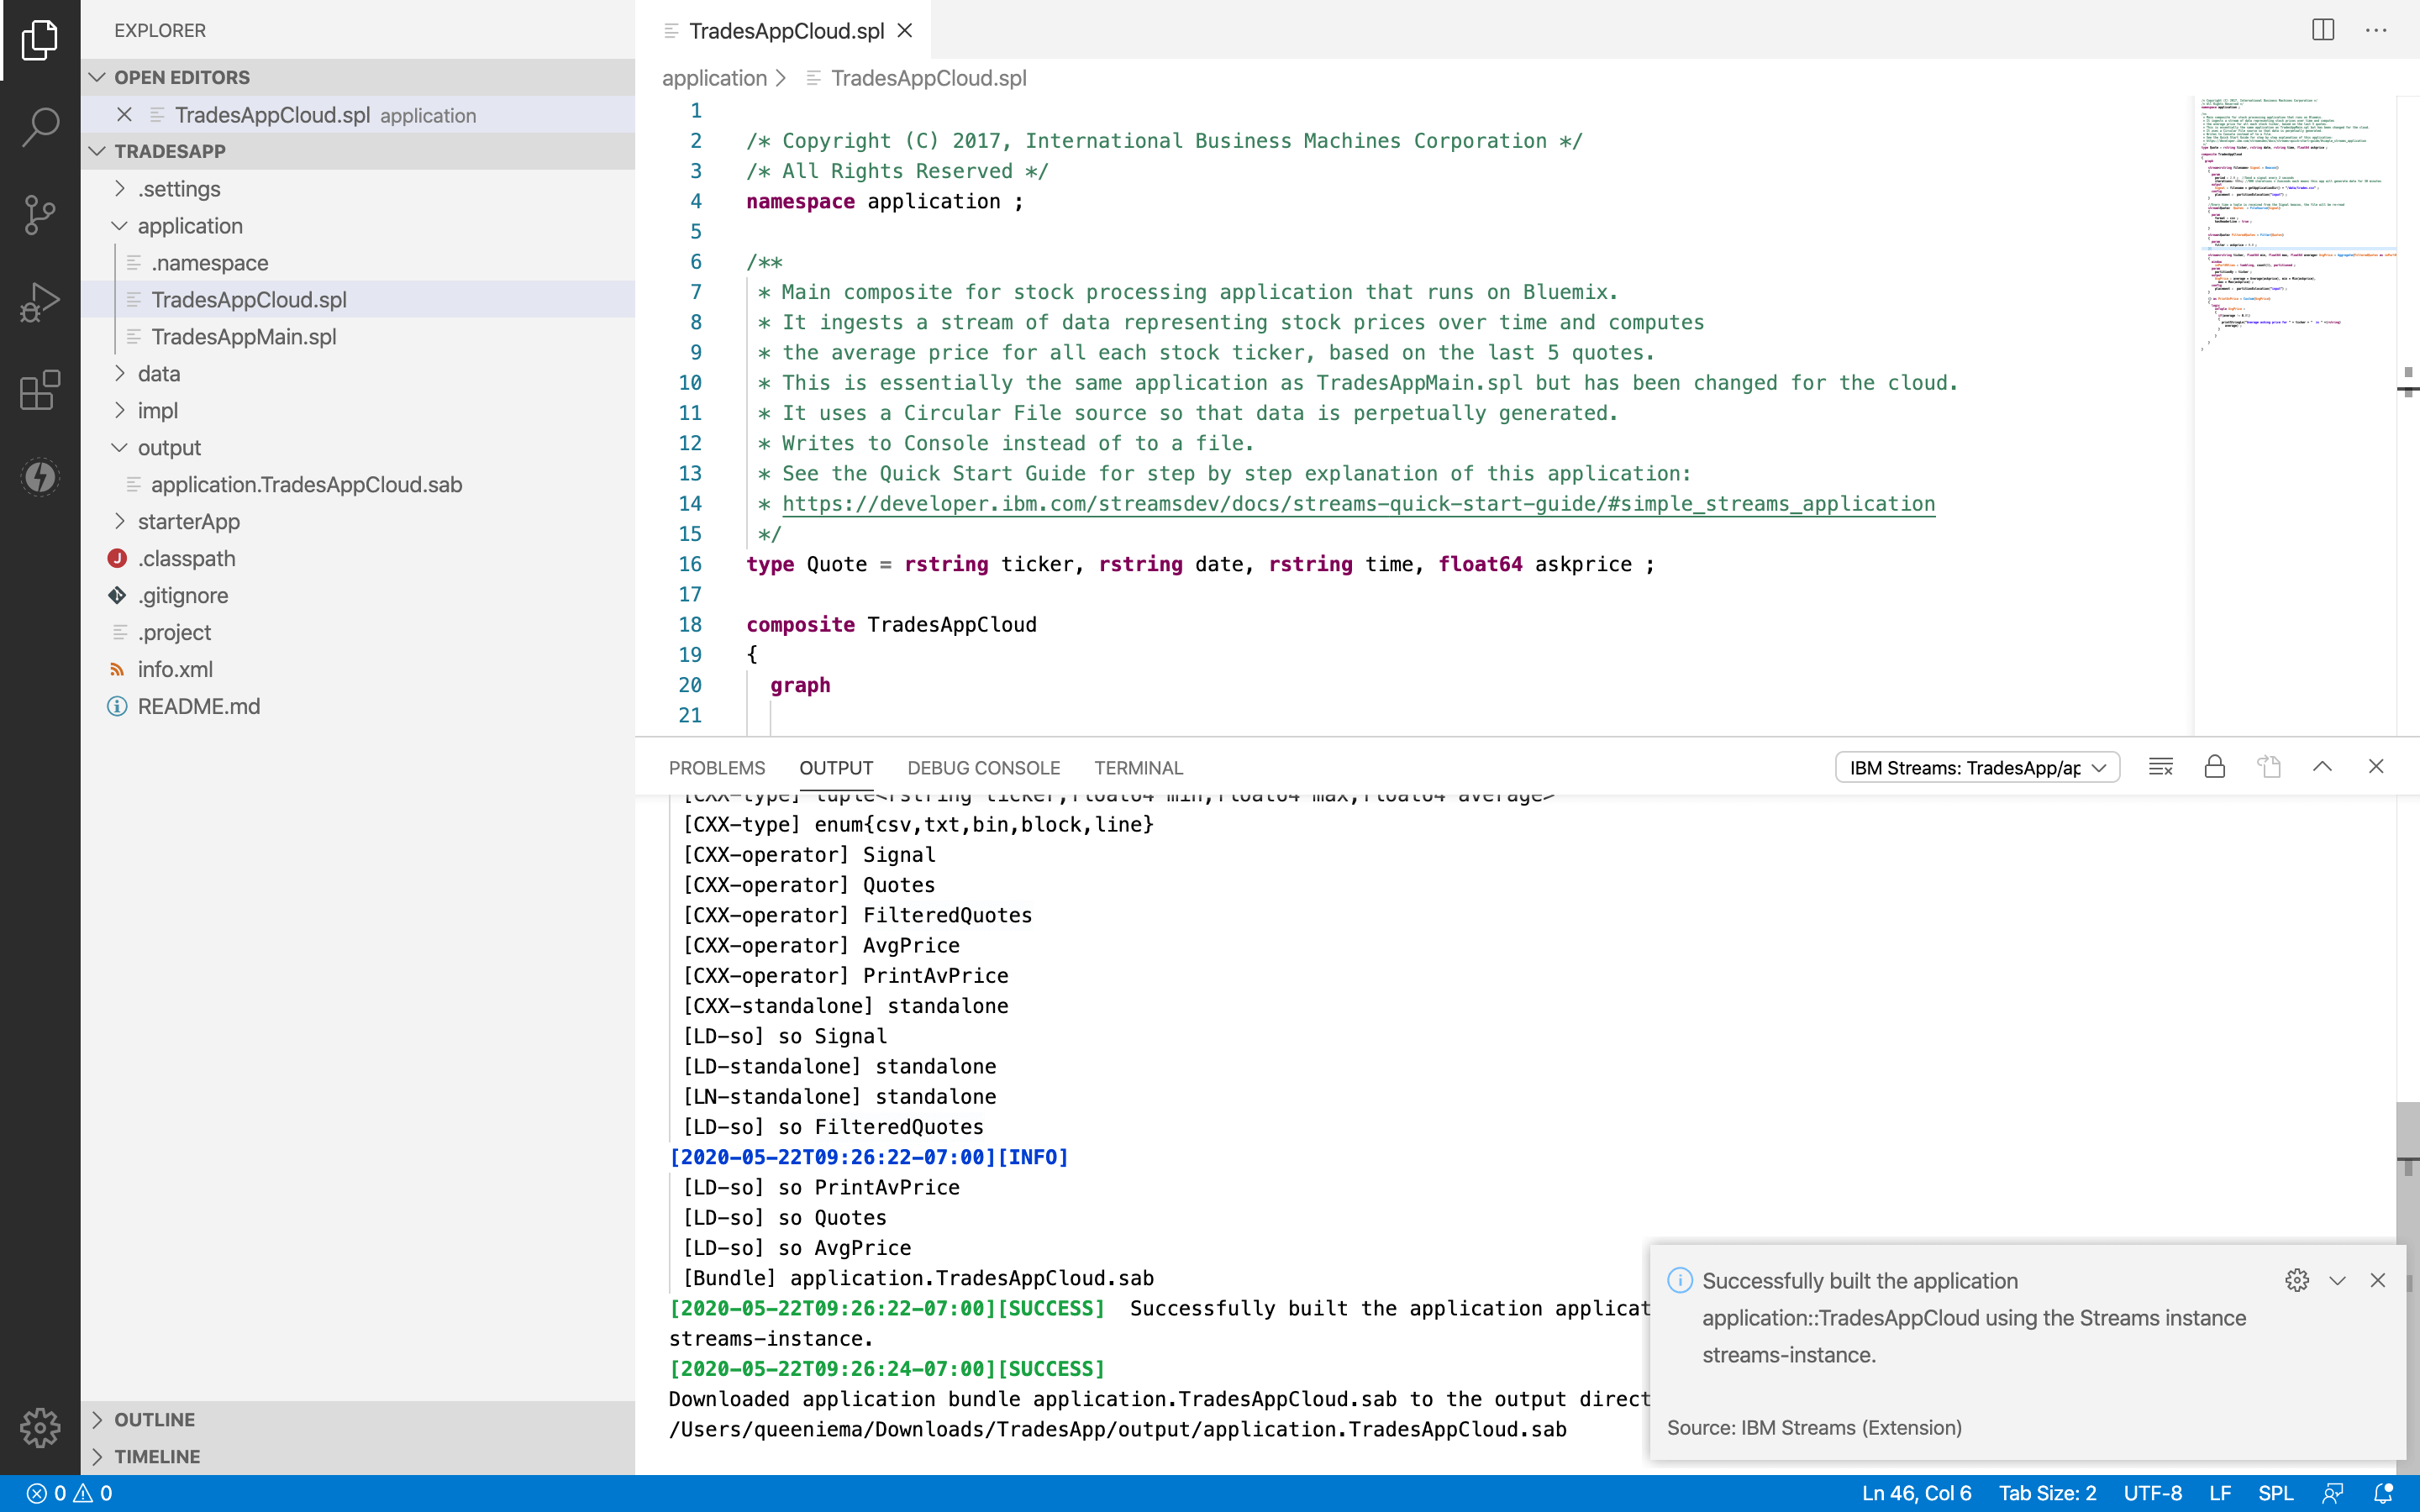 EXPLORER
OPEN EDITORS
TradesAppCloud.spl application
TRADESAPP
.settings
application
.namespace
TradesAppCloud.spl
TradesAppMain.spl
data
impl
output
application.TradesAppCloud.sab
starterApp
.classpath
.gitignore
.project
info.xml
README.md
OUTLINE
TIMELINE
TradesAppCloud.spl
application > TradesAppCloud.spl
1
2 /* Copyright (C) 2017, International Business Machines Corporation */
3 /* All Rights Reserved */
4 namespace application ;
5
6 /**
7 * Main composite for stock processing application that runs on Bluemix.
8 * It ingests a stream of data representing stock prices over time and computes
9 * the average price for all each stock ticker, based on the last 5 quotes.
10 * This is essentially the same application as TradesAppMain.spl but has been changed for the cloud.
11 * It uses a Circular File source so that data is perpetually generated.
12 * Writes to Console instead of to a file.
13 * See the Quick Start Guide for step by step explanation of this application:
14 * https://developer.ibm.com/streamsdev/docs/streams-quick-start-guide/#simple_streams_application
15 */
16 type Quote = rstring ticker, rstring date, rstring time, float64 askprice ;
17
18 composite TradesAppCloud
19 {
20 graph
21
PROBLEMS OUTPUT DEBUG CONSOLE TERMINAL IBM Streams: TradesApp/ap
[CXX-type] tuple<rstring ticker,float64 min,float64 max,float64 average>
[CXX-type] enum{csv,txt,bin,block,line}
[CXX-operator] Signal
[CXX-operator] Quotes
[CXX-operator] FilteredQuotes
[CXX-operator] AvgPrice
[CXX-operator] PrintAvPrice
[CXX-standalone] standalone
[LD-so] so Signal
[LD-standalone] standalone
[LN-standalone] standalone
[LD-so] so FilteredQuotes
[2020-05-22T09:26:22-07:00][INFO]
[LD-so] so PrintAvPrice
[LD-so] so Quotes
[LD-so] so AvgPrice
[Bundle] application.TradesAppCloud.sab
[2020-05-22T09:26:22-07:00][SUCCESS] Successfully built the application applicat
streams-instance.
[2020-05-22T09:26:24-07:00][SUCCESS]
Downloaded application bundle application.TradesAppCloud.sab to the output direct
/Users/queeniema/Downloads/TradesApp/output/application.TradesAppCloud.sab
Successfully built the application
application::TradesAppCloud using the Streams instance
streams-instance.
Source: IBM Streams (Extension)
0 0 Ln 46, Col 6 Tab Size: 2 UTF-8 LF SPL